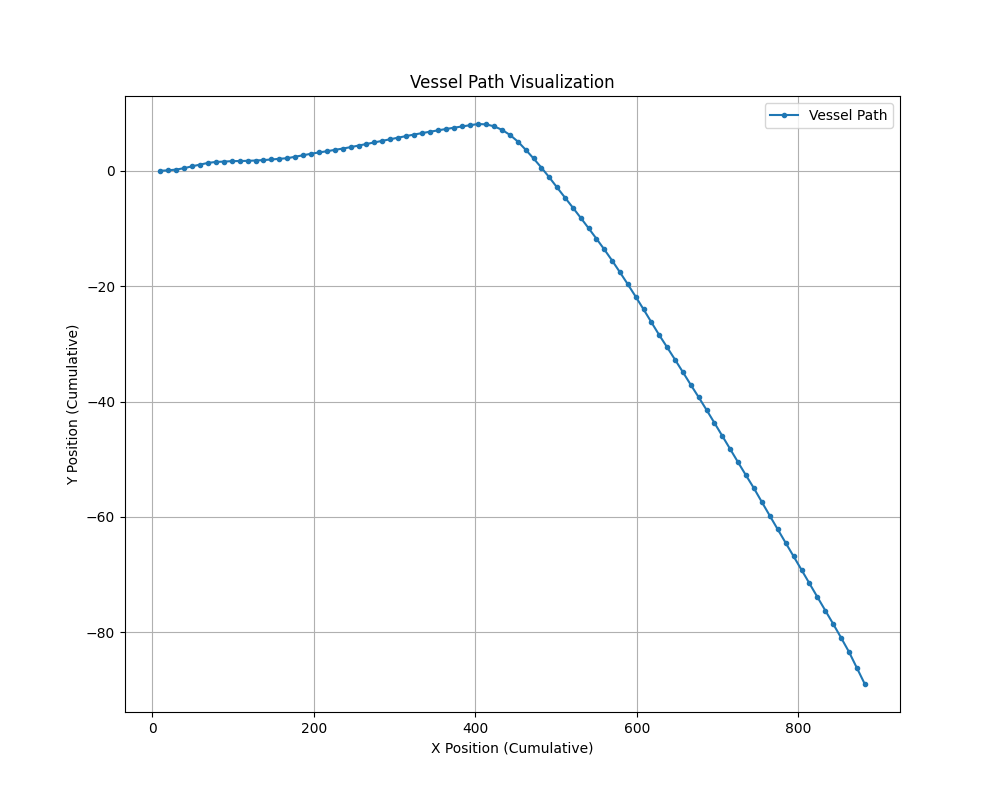 Vessel Path Visualization
Vessel Path
0
−20
−40
−60
−80
Y Position (Cumulative)
0 200 400 600 800
X Position (Cumulative)